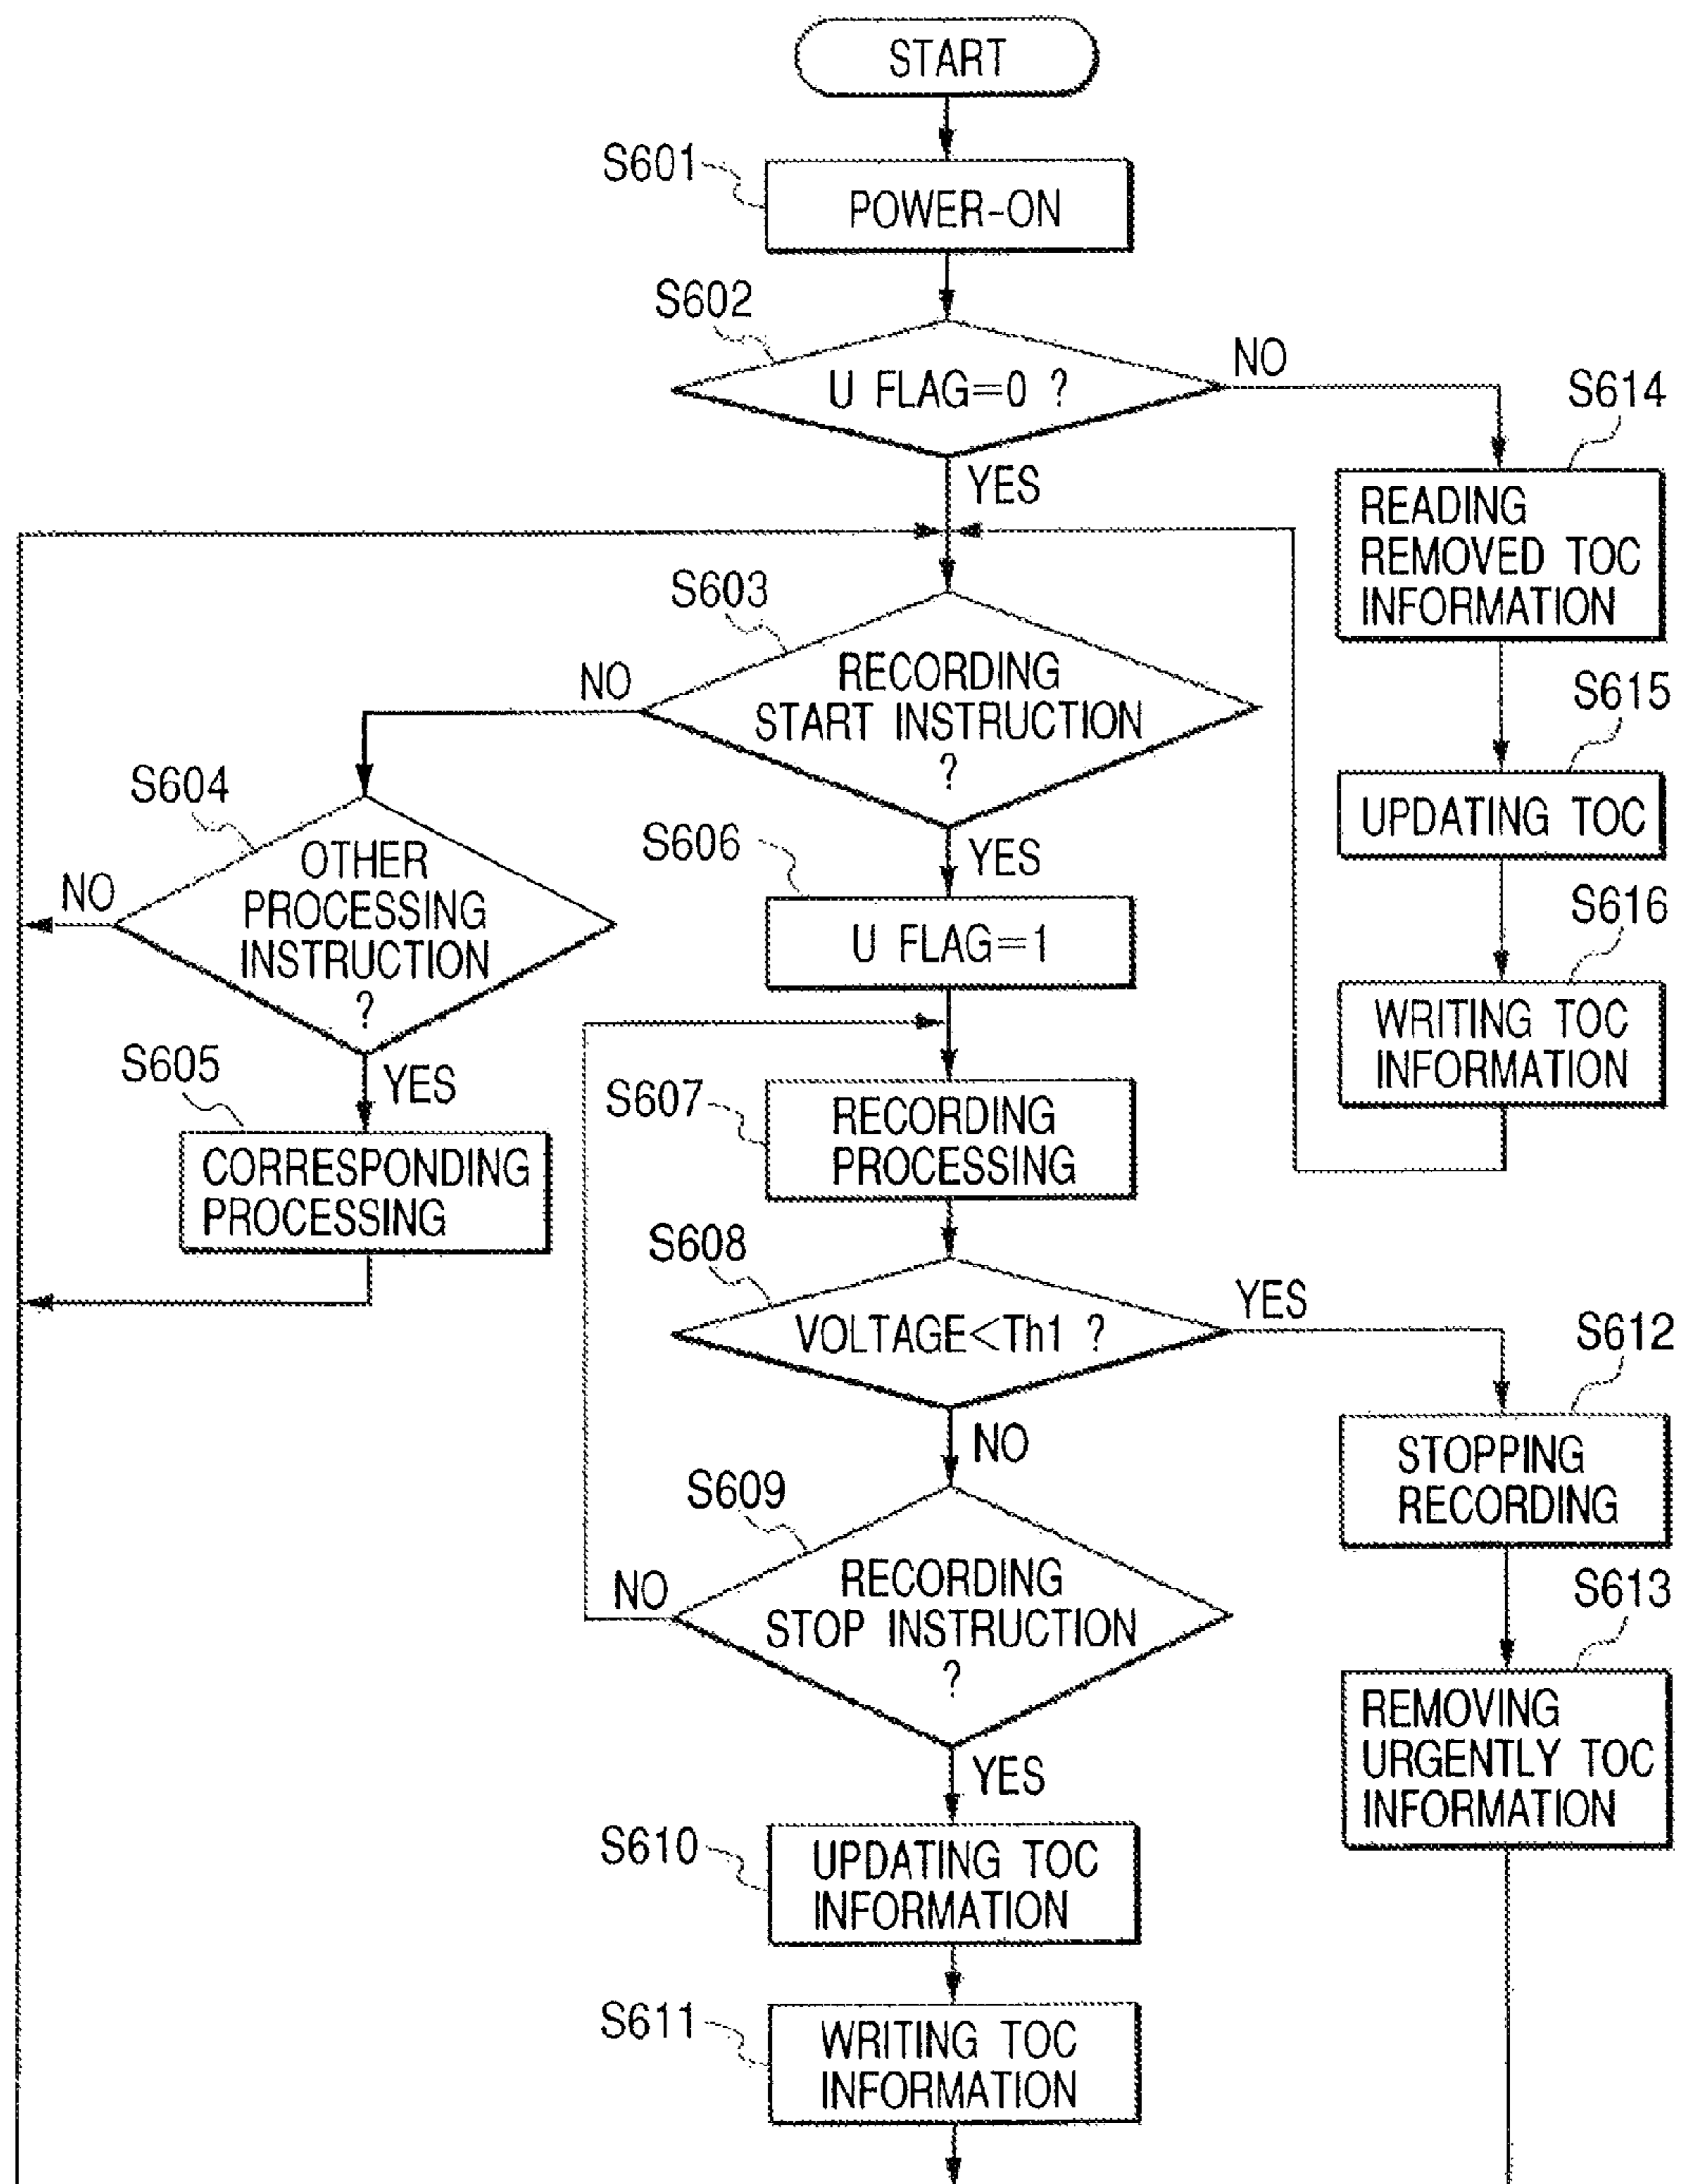 START
S601
POWER-ON
S602
U FLAG=0 ?
NO
YES
S614
READING
REMOVED TOC
INFORMATION
S603
RECORDING
START INSTRUCTION
?
NO
YES
S615
UPDATING TOC
S604
OTHER
PROCESSING
INSTRUCTION
?
NO
YES
S606
U FLAG=1
S616
WRITING TOC
INFORMATION
S605
CORRESPONDING
PROCESSING
S607
RECORDING
PROCESSING
S608
VOLTAGE<Th1 ?
YES
NO
S612
STOPPING
RECORDING
S609
RECORDING
STOP INSTRUCTION
?
NO
YES
S613
REMOVING
URGENTLY TOC
INFORMATION
S610
UPDATING TOC
INFORMATION
S611
WRITING TOC
INFORMATION